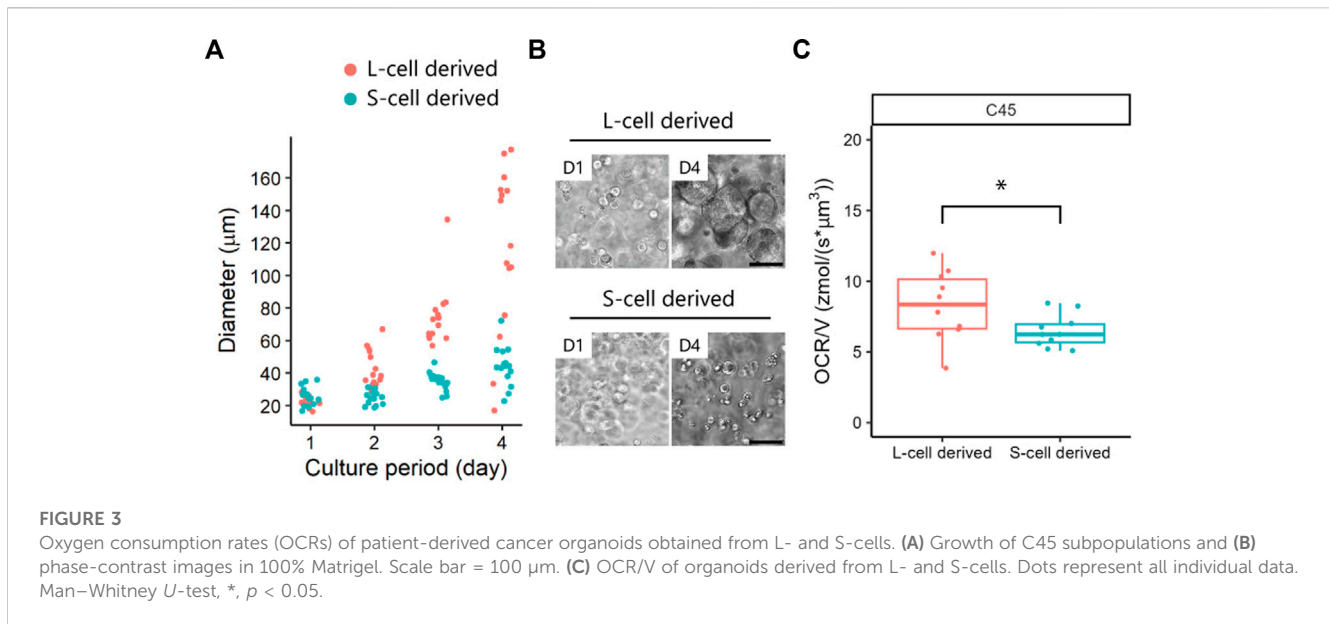 A
L-cell derived
S-cell derived
Diameter (μm)
160
140
120
100
80
60
40
20
1 2 3 4
Culture period (day)
B
L-cell derived
D1 D4
S-cell derived
D1 D4
C
C45
OCR/V (zmol/(s*μm³))
20
15
10
5
0
*
L-cell derived S-cell derived
FIGURE 3
Oxygen consumption rates (OCRs) of patient-derived cancer organoids obtained from L- and S-cells. (A) Growth of C45 subpopulations and (B)
phase-contrast images in 100% Matrigel. Scale bar = 100 μm. (C) OCR/V of organoids derived from L- and S-cells. Dots represent all individual data.
Man–Whitney U-test, *, p < 0.05.